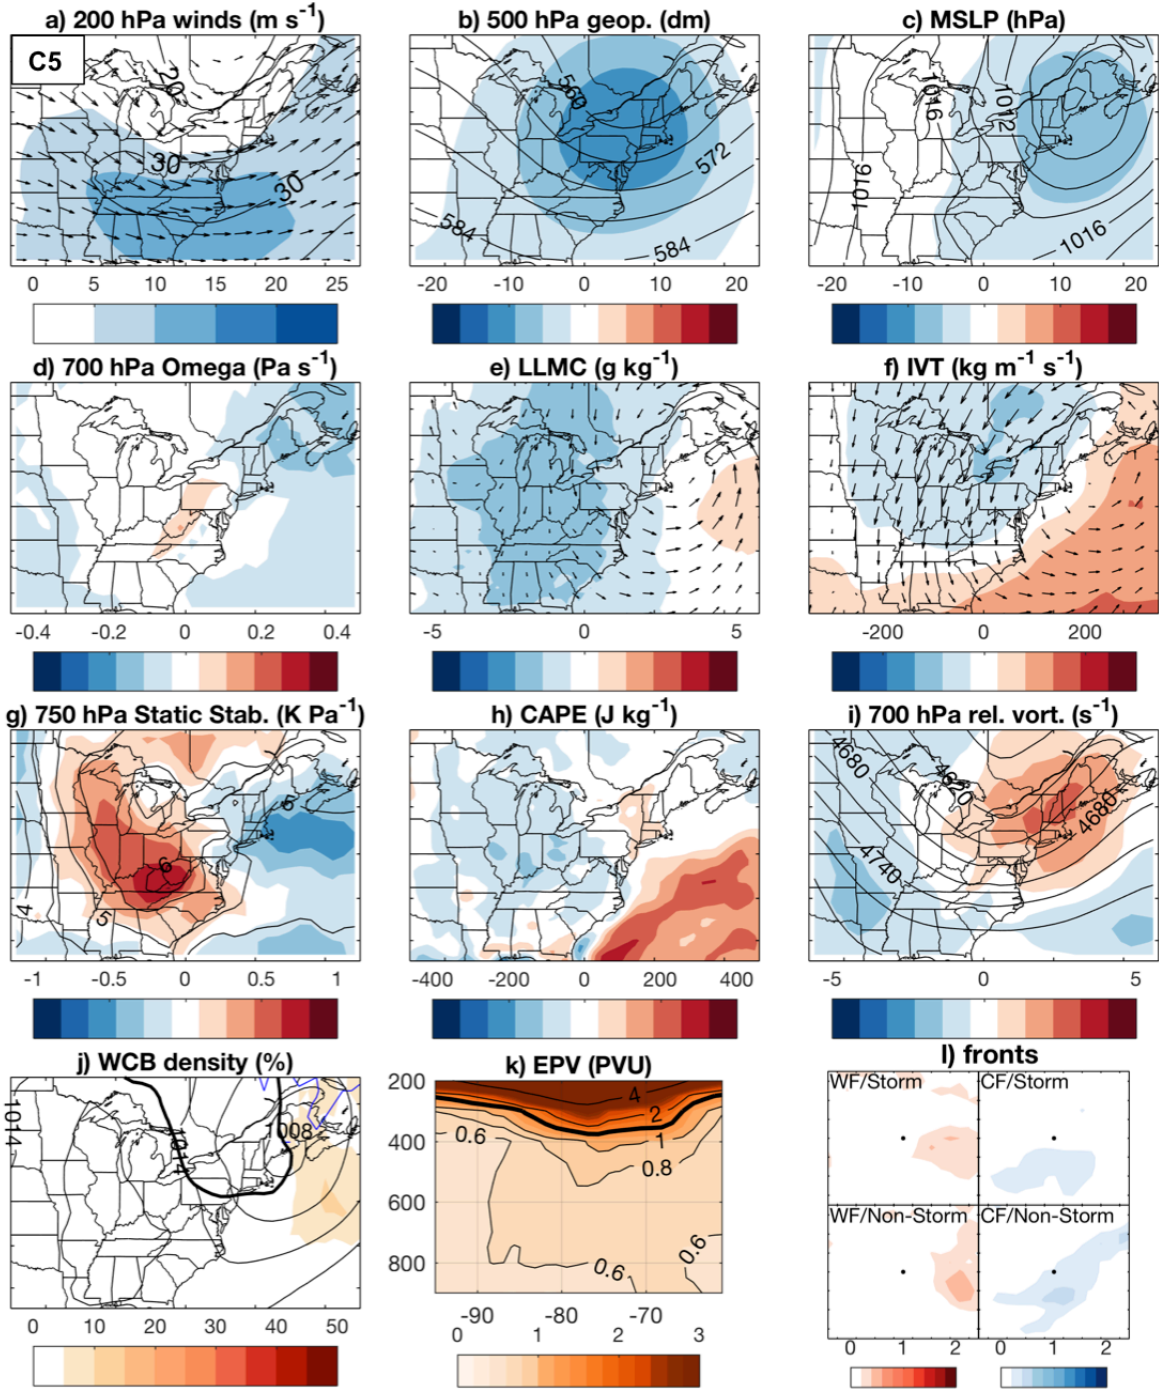 a) 200 hPa winds (m s⁻¹)
b) 500 hPa geop. (dm)
c) MSLP (hPa)
C5
20
30
30
560
572
584
584
1016
1012
1016
1016
0 5 10 15 20 25
-20 -10 0 10 20
-20 -10 0 10 20
d) 700 hPa Omega (Pa s⁻¹)
e) LLMC (g kg⁻¹)
f) IVT (kg m⁻¹ s⁻¹)
-0.4 -0.2 0 0.2 0.4
-5 0 5
-200 0 200
g) 750 hPa Static Stab. (K Pa⁻¹)
h) CAPE (J kg⁻¹)
i) 700 hPa rel. vort. (s⁻¹)
5
6
4
5
4680
4620
4680
4740
-1 -0.5 0 0.5 1
-400 -200 0 200 400
-5 0 5
j) WCB density (%)
k) EPV (PVU)
l) fronts
1014
1014
1008
200
400
600
800
4
2
1
0.6
0.8
0.6
0.6
-90 -80 -70
WF/Storm
CF/Storm
WF/Non-Storm
CF/Non-Storm
0 10 20 30 40 50
0 1 2 3
0 1 2
0 1 2